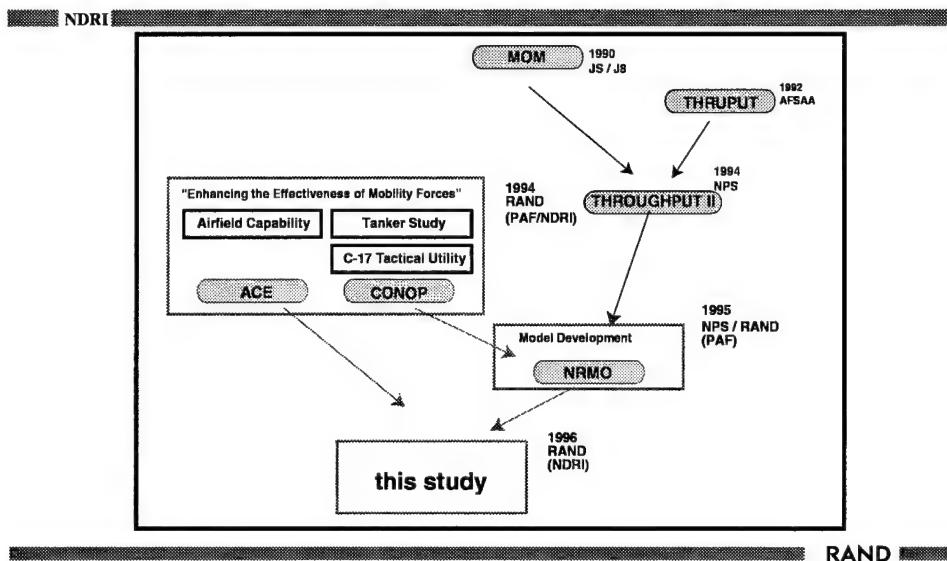 NDRI
MOM
1990
JS / J8
THRUPUT
1992
AFSAA
"Enhancing the Effectiveness of Mobility Forces"
Airfield Capability
Tanker Study
C-17 Tactical Utility
ACE
CONOP
1994
RAND
(PAF/NDRI)
THROUGHPUT II
1994
NPS
Model Development
NRMO
1995
NPS / RAND
(PAF)
this study
1996
RAND
(NDRI)
RAND